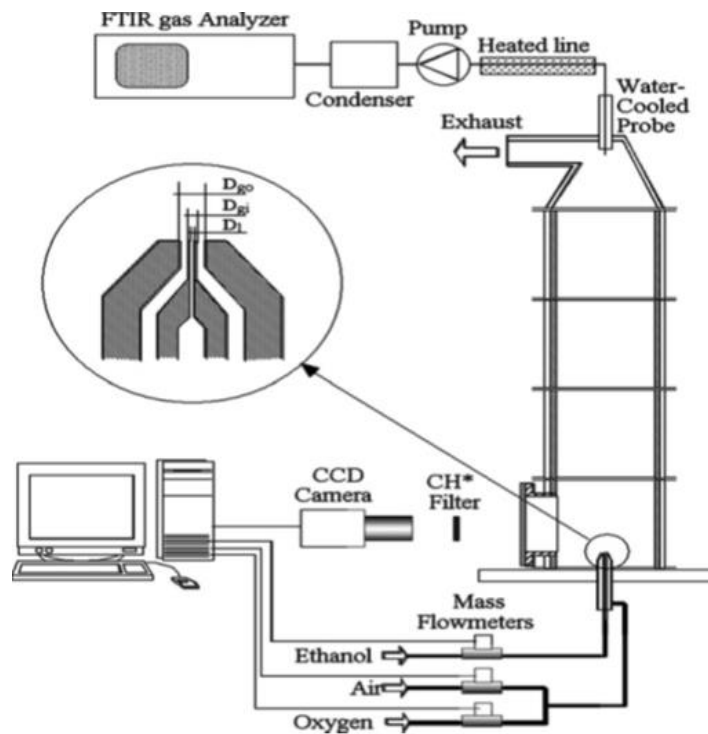 FTIR gas Analyzer
Pump
Heated line
Condenser
Water-
Cooled
Probe
Exhaust
Dgo
Dgi
Dl
CCD
Camera
CH*
Filter
Mass
Flowmeters
Ethanol
Air
Oxygen